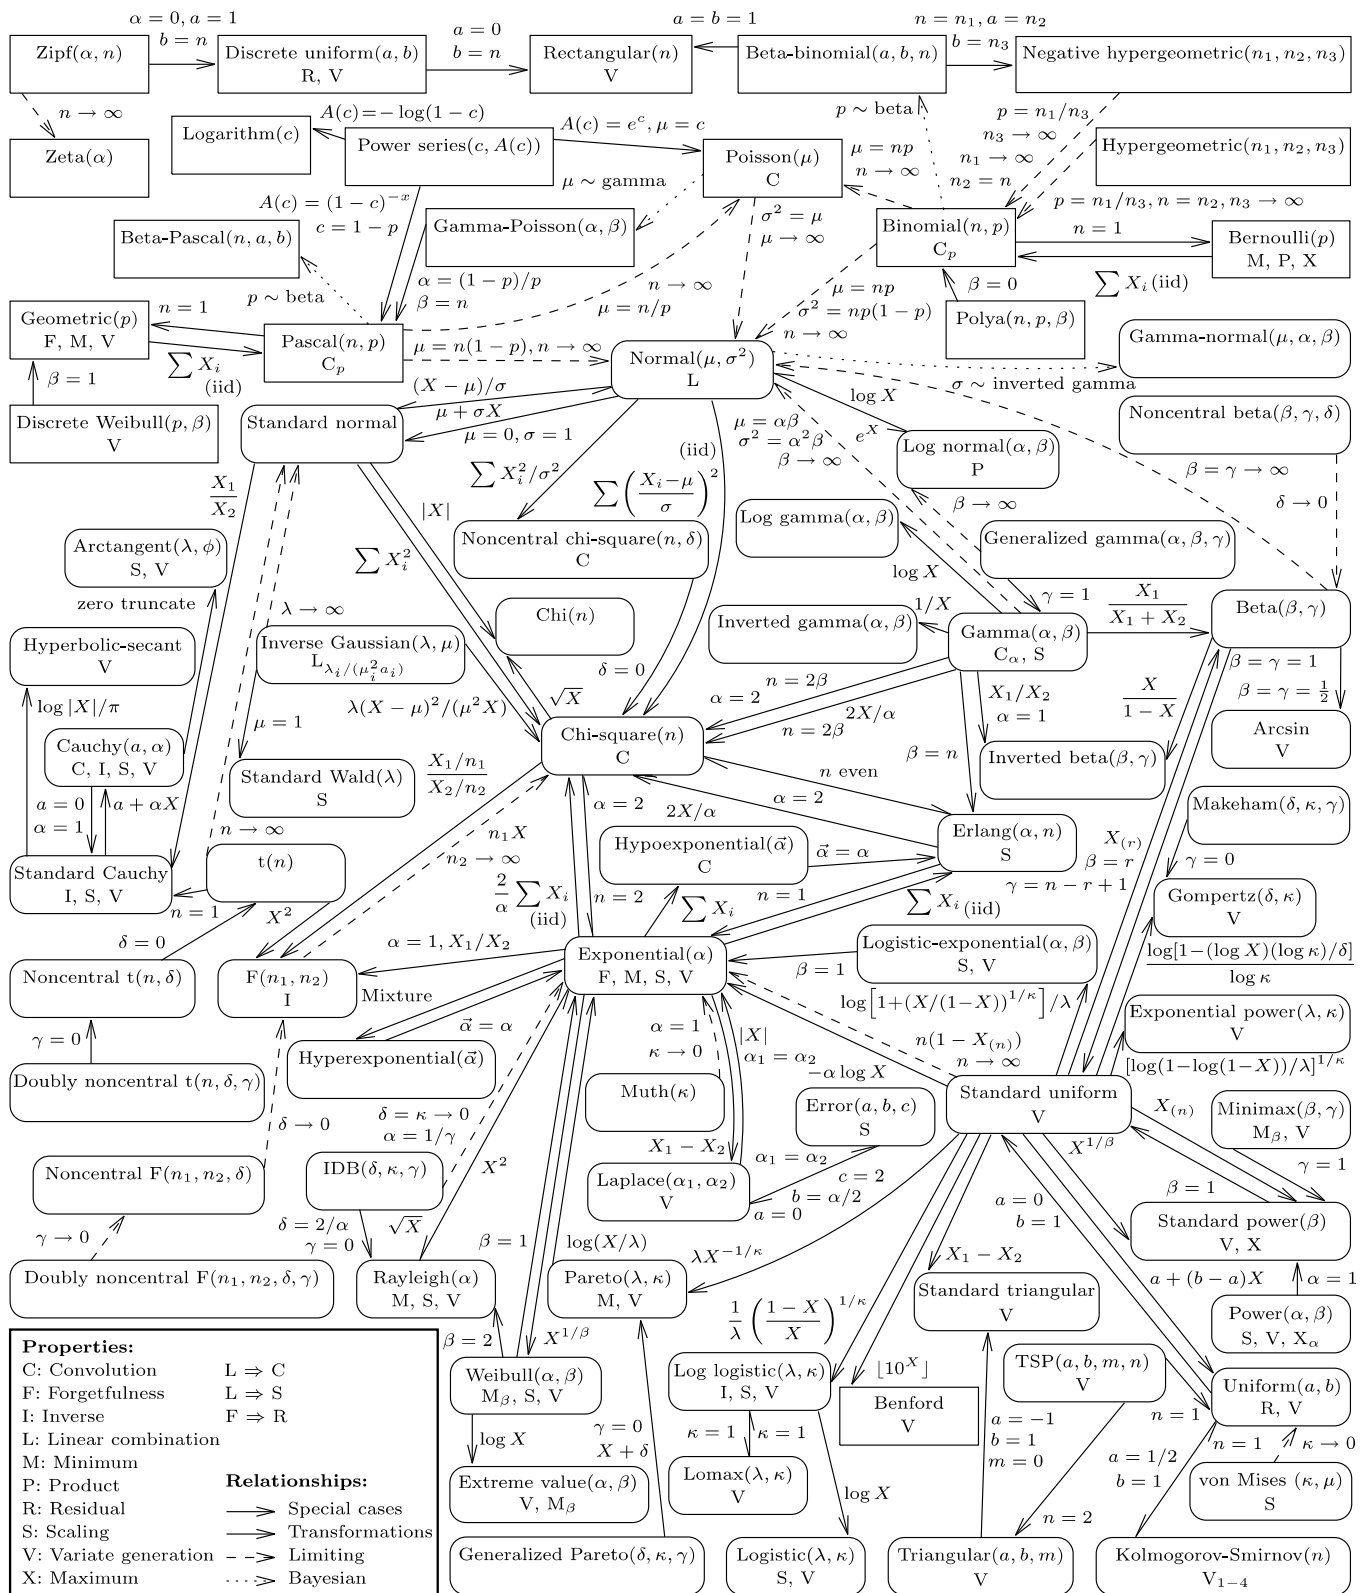 α = 0, a = 1
a = 0
a = b = 1
n = n₁, a = n₂
Zipf(α, n)
b = n
Discrete uniform(a, b)
R, V
b = n
Rectangular(n)
V
Beta-binomial(a, b, n)
b = n₃
Negative hypergeometric(n₁, n₂, n₃)
n → ∞
A(c) = − log(1 − c)
A(c) = e^c, μ = c
p ∼ beta
p = n₁/n₃
n₃ → ∞
Logarithm(c)
Power series(c, A(c))
Zeta(α)
Poisson(μ)
C
μ = np
n → ∞
n₁ → ∞
n₂ = n
Hypergeometric(n₁, n₂, n₃)
μ ∼ gamma
A(c) = (1 − c)^−x
c = 1 − p
σ² = μ
μ → ∞
p = n₁/n₃, n = n₂, n₃ → ∞
Beta-Pascal(n, a, b)
Gamma-Poisson(α, β)
Binomial(n, p)
C_p
n = 1
Bernoulli(p)
M, P, X
p ∼ beta
α = (1 − p)/p
β = n
n → ∞
μ = n/p
μ = np
σ² = np(1 − p)
n → ∞
β = 0
∑ X_i (iid)
n = 1
Geometric(p)
F, M, V
∑ X_i
(iid)
Pascal(n, p)
C_p
μ = n(1 − p), n → ∞
Normal(μ, σ²)
L
Polya(n, p, β)
Gamma-normal(μ, α, β)
β = 1
(X − μ)/σ
μ + σX
μ = 0, σ = 1
σ ∼ inverted gamma
log X
Discrete Weibull(p, β)
V
Standard normal
μ = αβ
σ² = α²β
β → ∞
e^X
Log normal(α, β)
P
Noncentral beta(β, γ, δ)
(iid)
X₁
X₂
|X|
∑ X_i²/σ²
∑ ( X_i−μ / σ )²
β → ∞
β = γ → ∞
δ → 0
Arctangent(λ, φ)
S, V
∑ X_i²
Noncentral chi-square(n, δ)
C
Log gamma(α, β)
Generalized gamma(α, β, γ)
log X
zero truncate
λ → ∞
Chi(n)
1/X
γ = 1
X₁
X₁ + X₂
Beta(β, γ)
Hyperbolic-secant
V
Inverse Gaussian(λ, μ)
L_λi/(μi²ai)
Inverted gamma(α, β)
Gamma(α, β)
C_α, S
δ = 0
√X
n = 2β
α = 2
X₁/X₂
α = 1
X
1 − X
β = γ = 1
β = γ = ½
log |X|/π
μ = 1
λ(X − μ)²/(μ²X)
2X/α
n = 2β
Cauchy(a, α)
C, I, S, V
Chi-square(n)
C
β = n
Inverted beta(β, γ)
Arcsin
V
Standard Wald(λ)
S
X₁/n₁
X₂/n₂
α = 2
n even
α = 2
2X/α
a = 0
α = 1
a + αX
Makeham(δ, κ, γ)
n → ∞
n₁X
n₂ → ∞
Hypoexponential(α⃗)
C
α⃗ = α
Erlang(α, n)
S
X_(r)
β = r
γ = 0
Standard Cauchy
I, S, V
t(n)
n = 1
2/α ∑ X_i
(iid)
n = 2
∑ X_i
n = 1
∑ X_i (iid)
γ = n − r + 1
Gompertz(δ, κ)
V
X²
δ = 0
α = 1, X₁/X₂
log[1−(log X)(log κ)/δ]
log κ
Noncentral t(n, δ)
F(n₁, n₂)
I
Mixture
Exponential(α)
F, M, S, V
β = 1
Logistic-exponential(α, β)
S, V
log[1+(X/(1−X))^1/κ]/λ
Exponential power(λ, κ)
V
γ = 0
α⃗ = α
α = 1
κ → 0
|X|
α₁ = α₂
n(1 − X_(n))
n → ∞
[log(1−log(1−X))/λ]^1/κ
Hyperexponential(α⃗)
−α log X
Doubly noncentral t(n, δ, γ)
Muth(κ)
Error(a, b, c)
S
Standard uniform
V
X_(n)
Minimax(β, γ)
M_β, V
δ → 0
δ = κ → 0
α = 1/γ
X₁ − X₂
α₁ = α₂
X^1/β
Noncentral F(n₁, n₂, δ)
IDB(δ, κ, γ)
X²
Laplace(α₁, α₂)
V
c = 2
b = α/2
a = 0
γ = 1
β = 1
a = 0
b = 1
Standard power(β)
V, X
γ → 0
δ = 2/α
γ = 0
√X
β = 1
log(X/λ)
λX^−1/κ
X₁ − X₂
a + (b − a)X
α = 1
Doubly noncentral F(n₁, n₂, δ, γ)
Rayleigh(α)
M, S, V
Pareto(λ, κ)
M, V
Standard triangular
V
Power(α, β)
S, V, X_α
1/λ ( 1 − X / X )^1/κ
β = 2
X^1/β
Weibull(α, β)
M_β, S, V
Log logistic(λ, κ)
I, S, V
⌊10^X⌋
TSP(a, b, m, n)
V
Uniform(a, b)
R, V
Benford
V
log X
γ = 0
X + δ
κ = 1
κ = 1
a = −1
b = 1
m = 0
n = 1
a = 1/2
b = 1
n = 1
κ → 0
Extreme value(α, β)
V, M_β
Lomax(λ, κ)
V
log X
von Mises (κ, μ)
S
n = 2
Generalized Pareto(δ, κ, γ)
Logistic(λ, κ)
S, V
Triangular(a, b, m)
V
Kolmogorov-Smirnov(n)
V₁₋₄
Properties:
C: Convolution L ⇒ C
F: Forgetfulness L ⇒ S
I: Inverse F ⇒ R
L: Linear combination
M: Minimum
P: Product Relationships:
R: Residual Special cases
S: Scaling Transformations
V: Variate generation Limiting
X: Maximum Bayesian